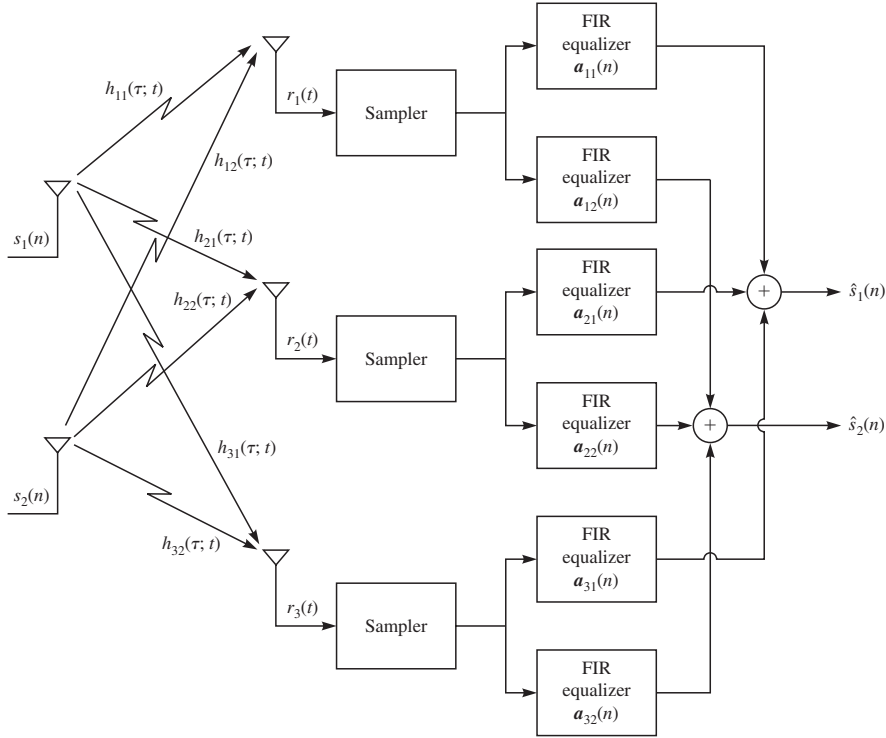 FIR
equalizer
a₁₁(n)
h₁₁(τ; t)
r₁(t)
Sampler
h₁₂(τ; t)
FIR
equalizer
a₁₂(n)
s₁(n)
h₂₁(τ; t)
FIR
equalizer
a₂₁(n)
+
ŝ₁(n)
h₂₂(τ; t)
r₂(t)
Sampler
FIR
equalizer
a₂₂(n)
+
ŝ₂(n)
h₃₁(τ; t)
s₂(n)
h₃₂(τ; t)
FIR
equalizer
a₃₁(n)
r₃(t)
Sampler
FIR
equalizer
a₃₂(n)